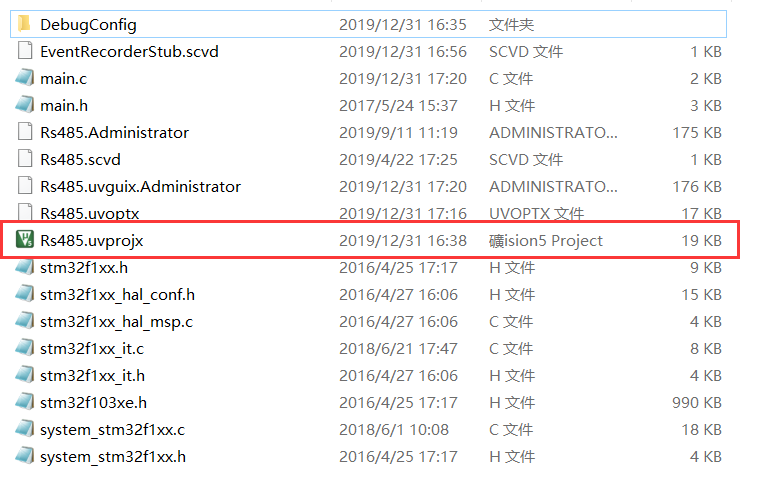 DebugConfig 2019/12/31 16:35 文件夹
EventRecorderStub.scvd 2019/12/31 16:56 SCVD 文件 1 KB
main.c 2019/12/31 17:20 C 文件 2 KB
main.h 2017/5/24 15:37 H 文件 3 KB
Rs485.Administrator 2019/9/11 11:19 ADMINISTRATO... 175 KB
Rs485.scvd 2019/4/22 17:25 SCVD 文件 1 KB
Rs485.uvguix.Administrator 2019/12/31 17:20 ADMINISTRATO... 176 KB
Rs485.uvoptx 2019/12/31 17:16 UVOPTX 文件 17 KB
Rs485.uvprojx 2019/12/31 16:38 礦ision5 Project 19 KB
stm32f1xx.h 2016/4/25 17:17 H 文件 9 KB
stm32f1xx_hal_conf.h 2016/4/27 16:06 H 文件 15 KB
stm32f1xx_hal_msp.c 2016/4/27 16:06 C 文件 4 KB
stm32f1xx_it.c 2018/6/21 17:47 C 文件 8 KB
stm32f1xx_it.h 2016/4/27 16:06 H 文件 4 KB
stm32f103xe.h 2016/4/25 17:17 H 文件 990 KB
system_stm32f1xx.c 2018/6/1 10:08 C 文件 18 KB
system_stm32f1xx.h 2016/4/25 17:17 H 文件 4 KB